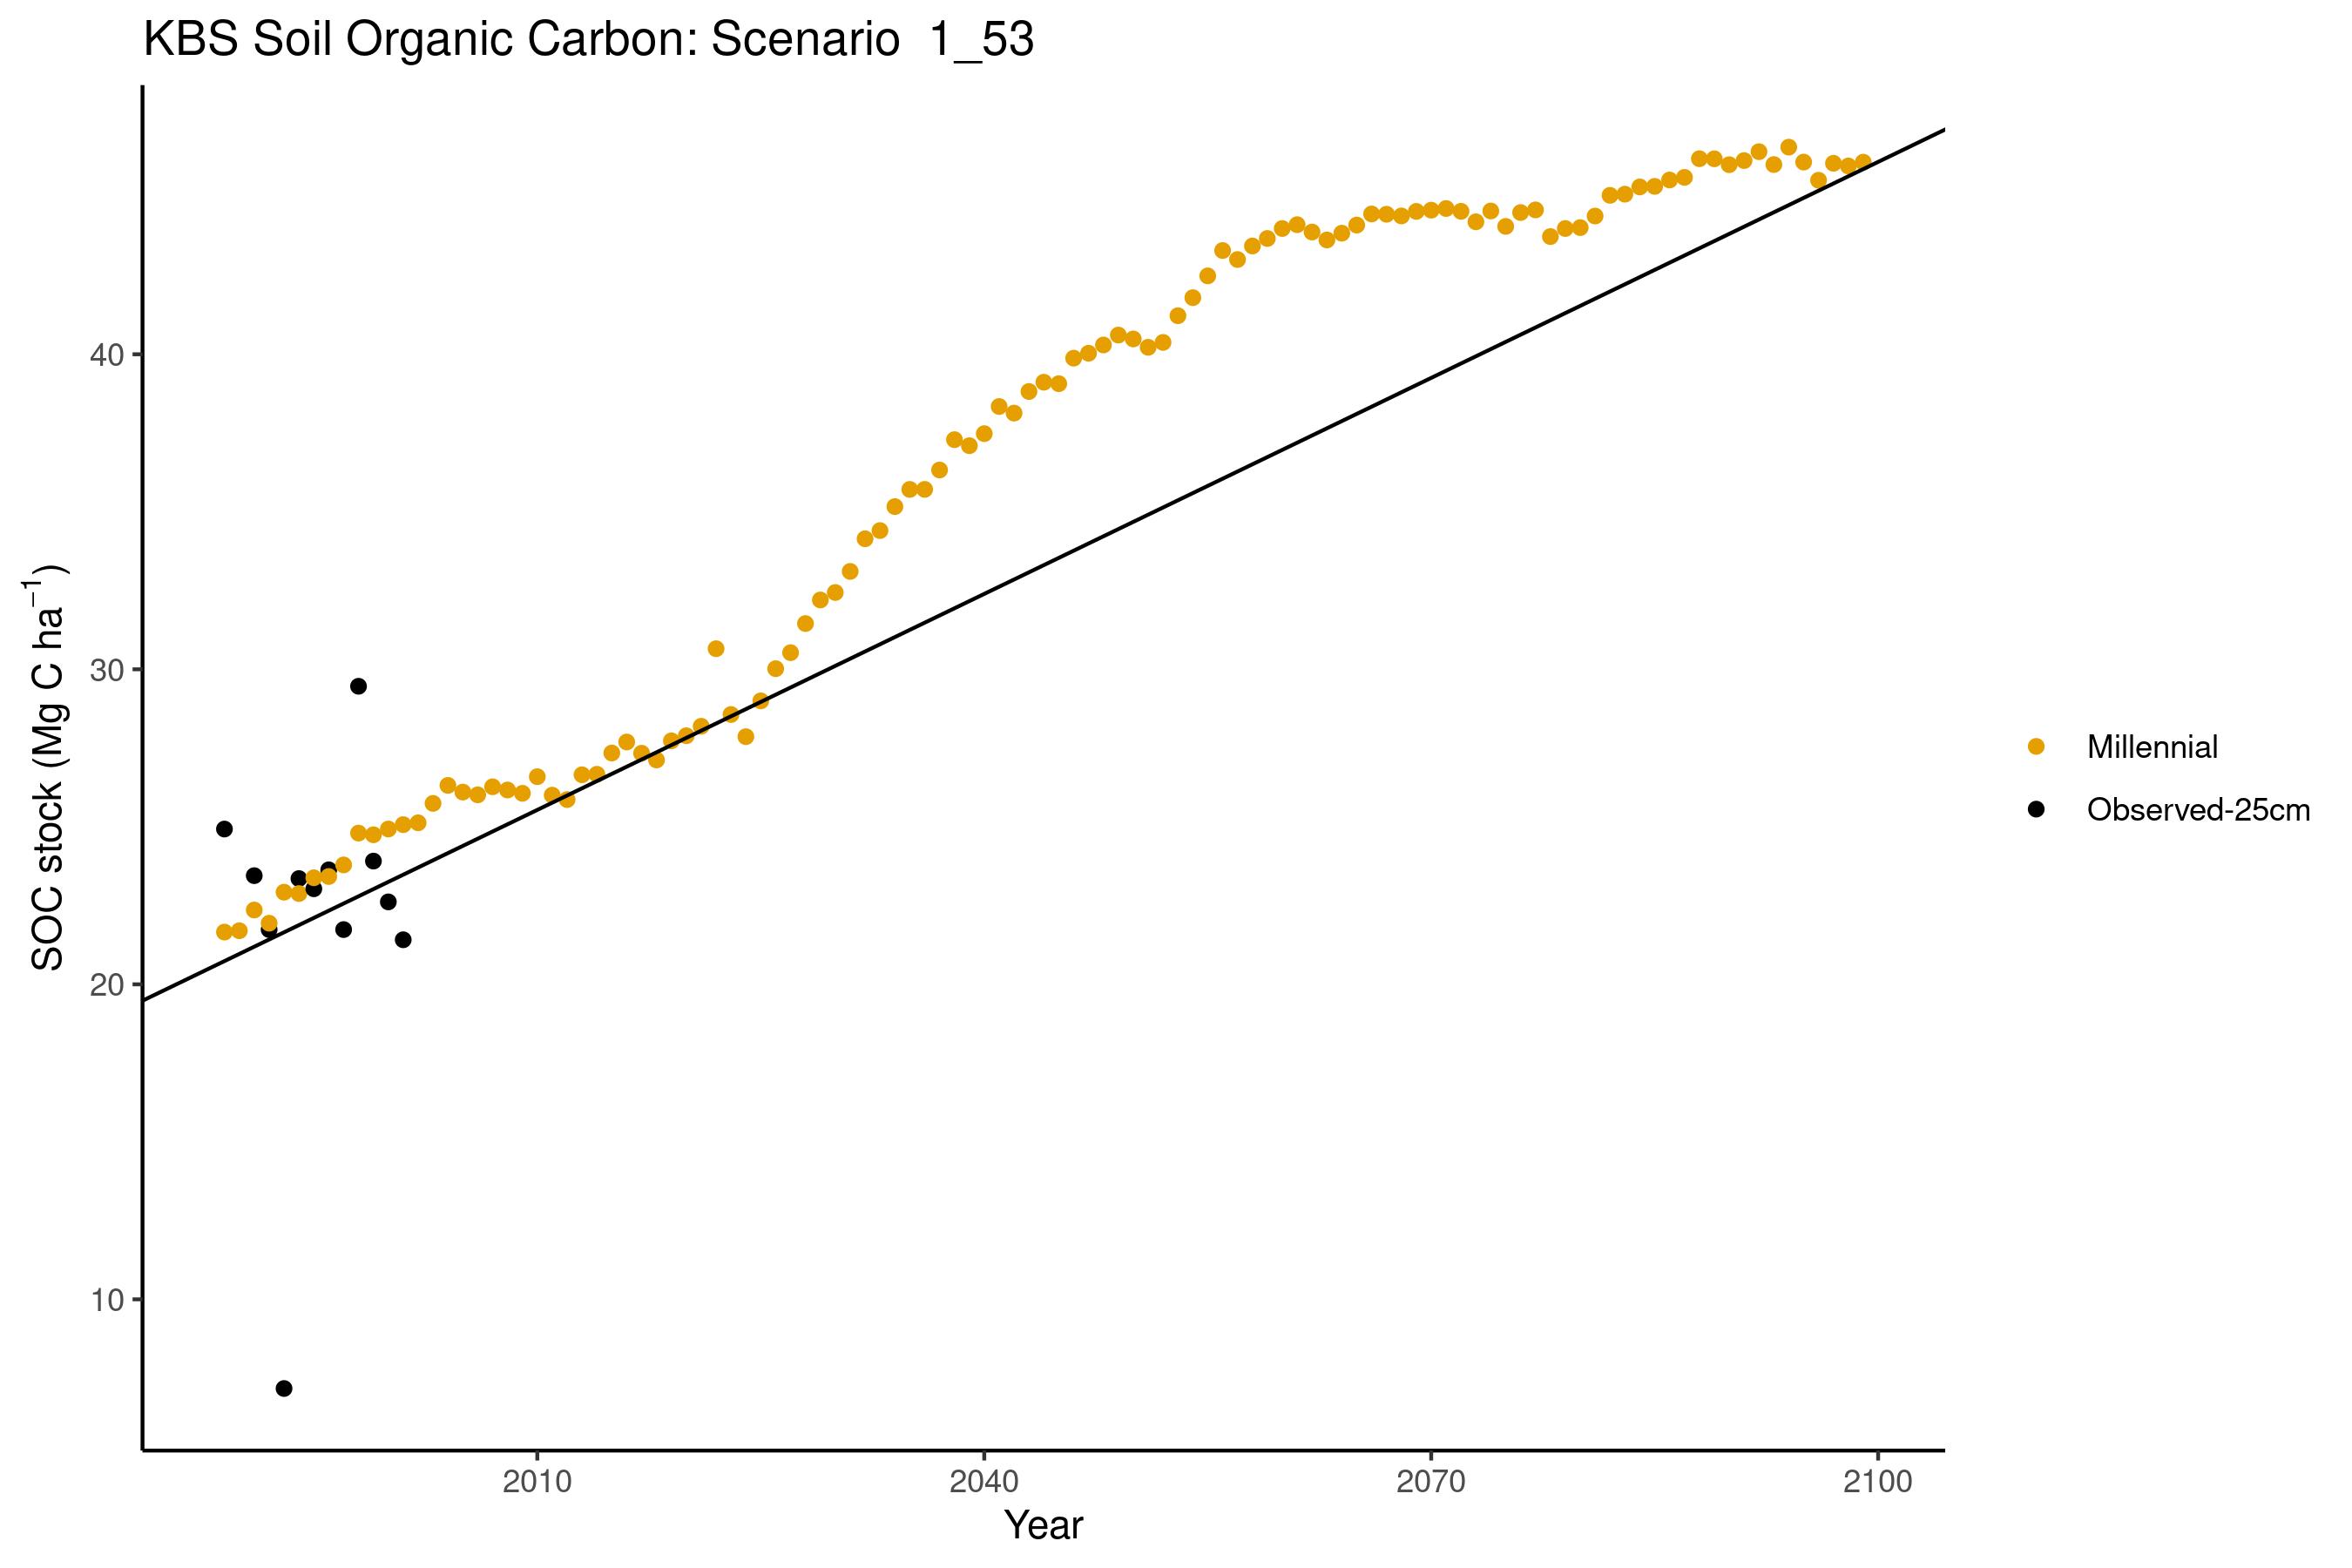 KBS Soil Organic Carbon: Scenario  1_53
SOC stock (Mg C ha⁻¹)
40
30
20
10
2010
2040
2070
2100
Year
Millennial
Observed-25cm